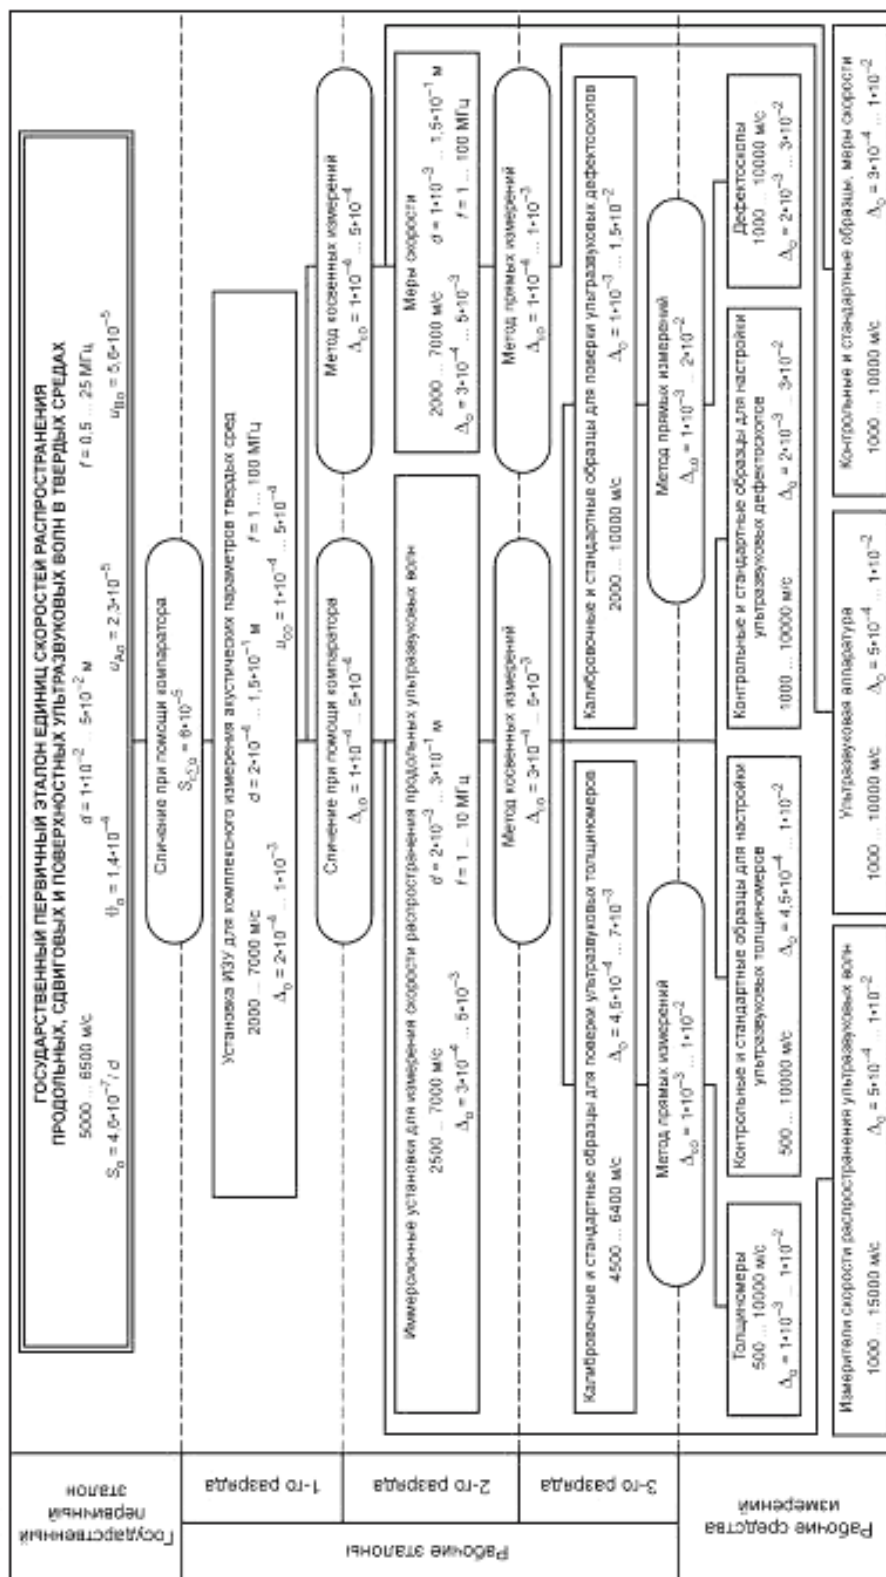 ГОСУДАРСТВЕННЫЙ ПЕРВИЧНЫЙ ЭТАЛОН ЕДИНИЦ СКОРОСТЕЙ РАСПРОСТРАНЕНИЯ
ПРОДОЛЬНЫХ, СДВИГОВЫХ И ПОВЕРХНОСТНЫХ УЛЬТРАЗВУКОВЫХ ВОЛН В ТВЕРДЫХ СРЕДАХ
5000 ... 6500 м/с d = 1•10⁻² ... 5•10⁻² м f = 0,5 ... 25 МГц
S₀ = 4,6•10⁻⁷/ d θ₀ = 1,4•10⁻⁴ u_A₀ = 2,3•10⁻⁵ u_B₀ = 5,6•10⁻⁵
Государственный
первичный
эталон
Сличение при помощи компаратора
= 6•10⁻⁵
Рабочие эталоны
1-го разряда
Установка ИЗУ для комплексного измерения акустических параметров твердых сред
2000 ... 7000 м/с d = 2•10⁻⁴ ... 1,5•10⁻¹ м f = 1 ... 100 МГц
Δ₀ = 2•10⁻⁴ ... 1•10⁻³ = 1•10⁻⁴ ... 5•10⁻⁴
Сличение при помощи компаратора
= 1•10⁻⁴ ... 5•10⁻⁴
Метод косвенных измерений
= 1•10⁻⁴ ... 5•10⁻⁴
2-го разряда
Иммерсионные установки для измерения скорости распространения продольных ультразвуковых волн
2500 ... 7000 м/с d = 2•10⁻³ ... 3•10⁻¹ м
Δ₀ = 3•10⁻⁴ ... 5•10⁻³ f = 1 ... 10 МГц
Меры скорости
2000 ... 7000 м/с d = 1•10⁻³ ... 1,5•10⁻¹ м
Δ₀ = 3•10⁻⁴ ... 5•10⁻³ f = 1 ... 100 МГц
Метод косвенных измерений
= 3•10⁻⁴ ... 5•10⁻³
Метод прямых измерений
= 1•10⁻⁴ ... 1•10⁻³
3-го разряда
Калибровочные и стандартные образцы для поверки ультразвуковых толщиномеров
4500 ... 6400 м/с Δ₀ = 4,5•10⁻⁴ ... 7•10⁻³
Калибровочные и стандартные образцы для поверки ультразвуковых дефектоскопов
2000 ... 10000 м/с Δ₀ = 1•10⁻³ ... 1,5•10⁻²
Метод прямых измерений
= 1•10⁻³ ... 1•10⁻²
Метод прямых измерений
= 1•10⁻³ ... 2•10⁻²
Рабочие средства
измерений
Толщиномеры
500 ... 10000 м/с
Δ₀ = 1•10⁻³ ... 1•10⁻²
Контрольные и стандартные образцы для настройки
ультразвуковых толщиномеров
500 ... 10000 м/с Δ₀ = 4,5•10⁻⁴ ... 1•10⁻²
Контрольные и стандартные образцы для настройки
ультразвуковых дефектоскопов
1000 ... 10000 м/с Δ₀ = 2•10⁻³ ... 3•10⁻²
Дефектоскопы
1000 ... 10000 м/с
Δ₀ = 2•10⁻³ ... 3•10⁻²
Измерители скорости распространения ультразвуковых волн
1000 ... 15000 м/с Δ₀ = 5•10⁻⁴ ... 1•10⁻²
Ультразвуковая аппаратура
1000 ... 10000 м/с Δ₀ = 5•10⁻⁴ ... 1•10⁻²
Контрольные и стандартные образцы, меры скорости
1000 ... 10000 м/с Δ₀ = 3•10⁻⁴ ... 1•10⁻²